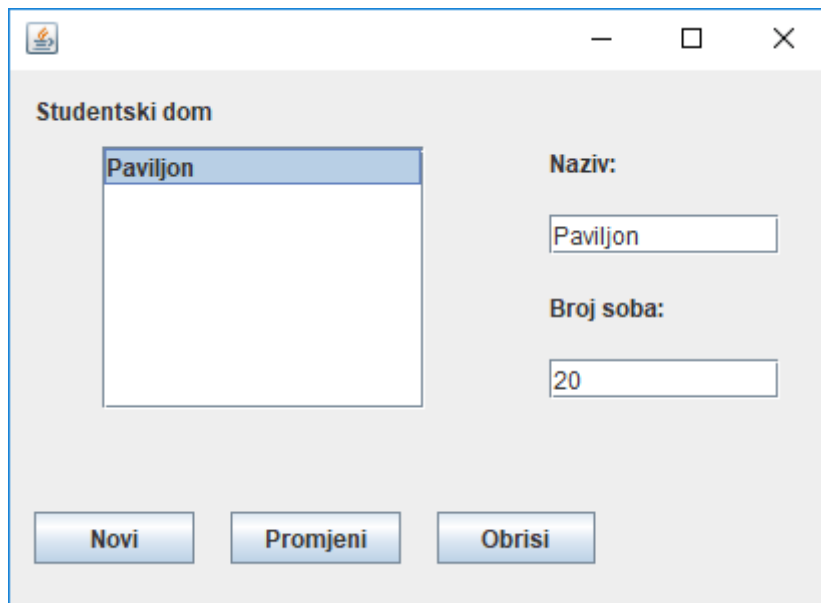 Studentski dom
Paviljon
Naziv:
Paviljon
Broj soba:
20
Novi Promjeni Obrisi